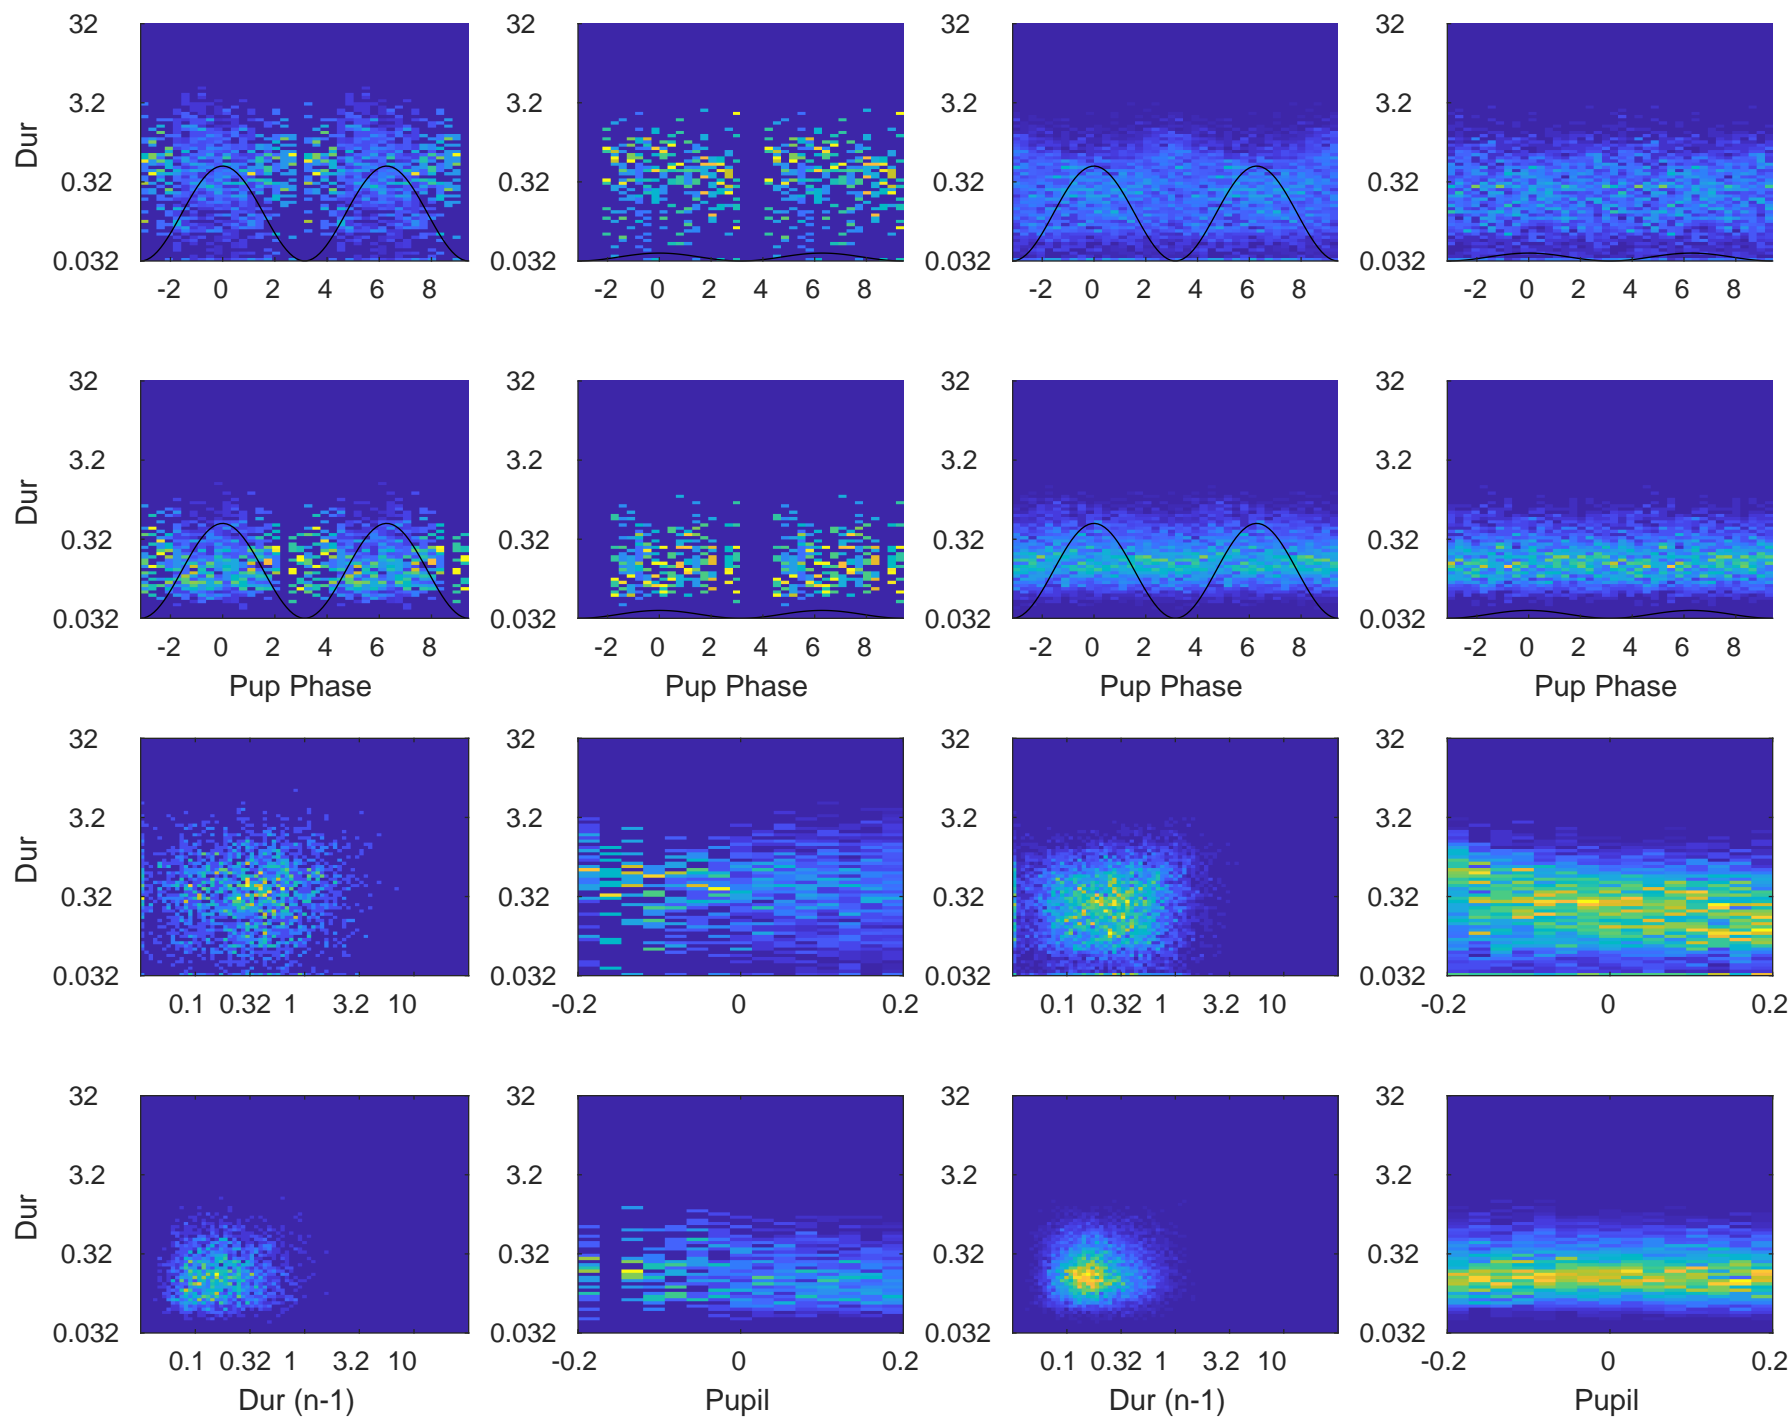 32 32 32 32
Dur 3.2 3.2 3.2 3.2
0.32 0.32 0.32 0.32
0.032 0.032 0.032 0.032
-2 0 2 4 6 8 -2 0 2 4 6 8 -2 0 2 4 6 8 -2 0 2 4 6 8
32 32 32 32
Dur 3.2 3.2 3.2 3.2
0.32 0.32 0.32 0.32
0.032 0.032 0.032 0.032
-2 0 2 4 6 8 -2 0 2 4 6 8 -2 0 2 4 6 8 -2 0 2 4 6 8
Pup Phase Pup Phase Pup Phase Pup Phase
32 32 32 32
Dur 3.2 3.2 3.2 3.2
0.32 0.32 0.32 0.32
0.032 0.032 0.032 0.032
0.1 0.32 1 3.2 10 -0.2 0 0.2 0.1 0.32 1 3.2 10 -0.2 0 0.2
32 32 32 32
Dur 3.2 3.2 3.2 3.2
0.32 0.32 0.32 0.32
0.032 0.032 0.032 0.032
0.1 0.32 1 3.2 10 -0.2 0 0.2 0.1 0.32 1 3.2 10 -0.2 0 0.2
Dur (n-1) Pupil Dur (n-1) Pupil